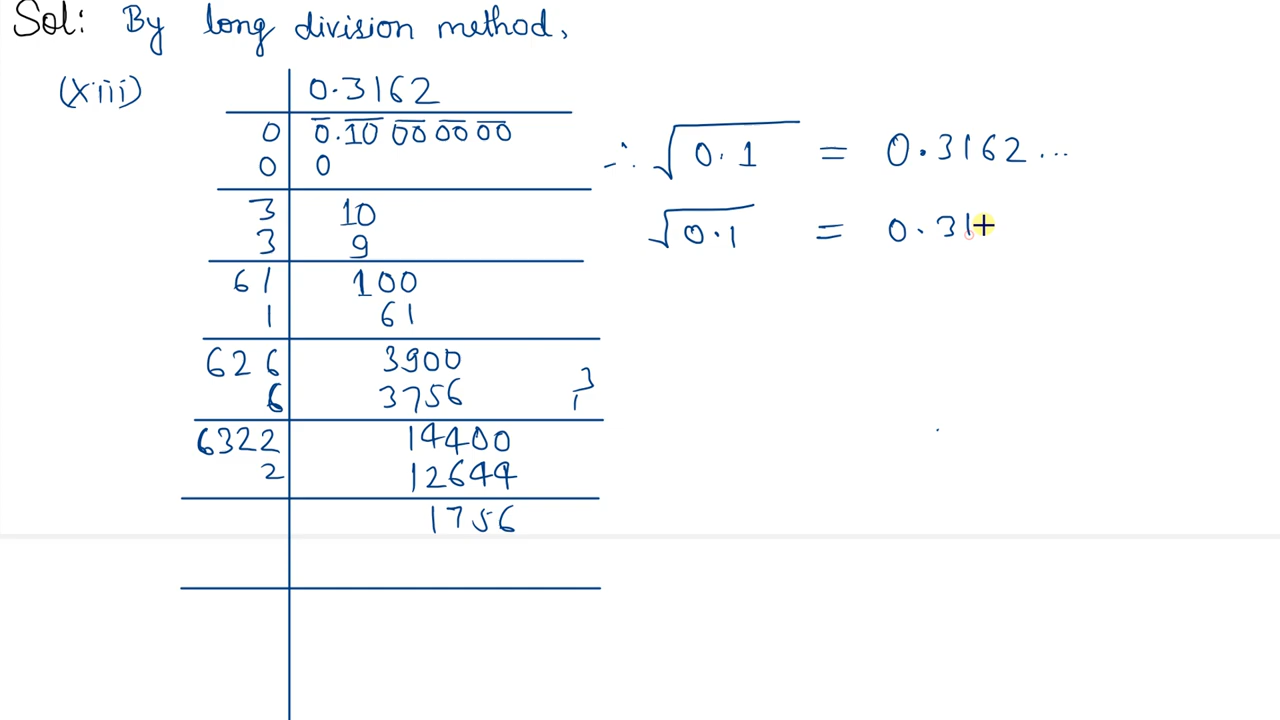 Sol: By long division method,
(xiii)
0.3162
0 0.10 00 00 00
0 0
3 10
3 9
61 100
1 61
626 3900
6 3756
6322 14400
2 12644
1756
∴ √0.1 = 0.3162...
√0.1 = 0.31